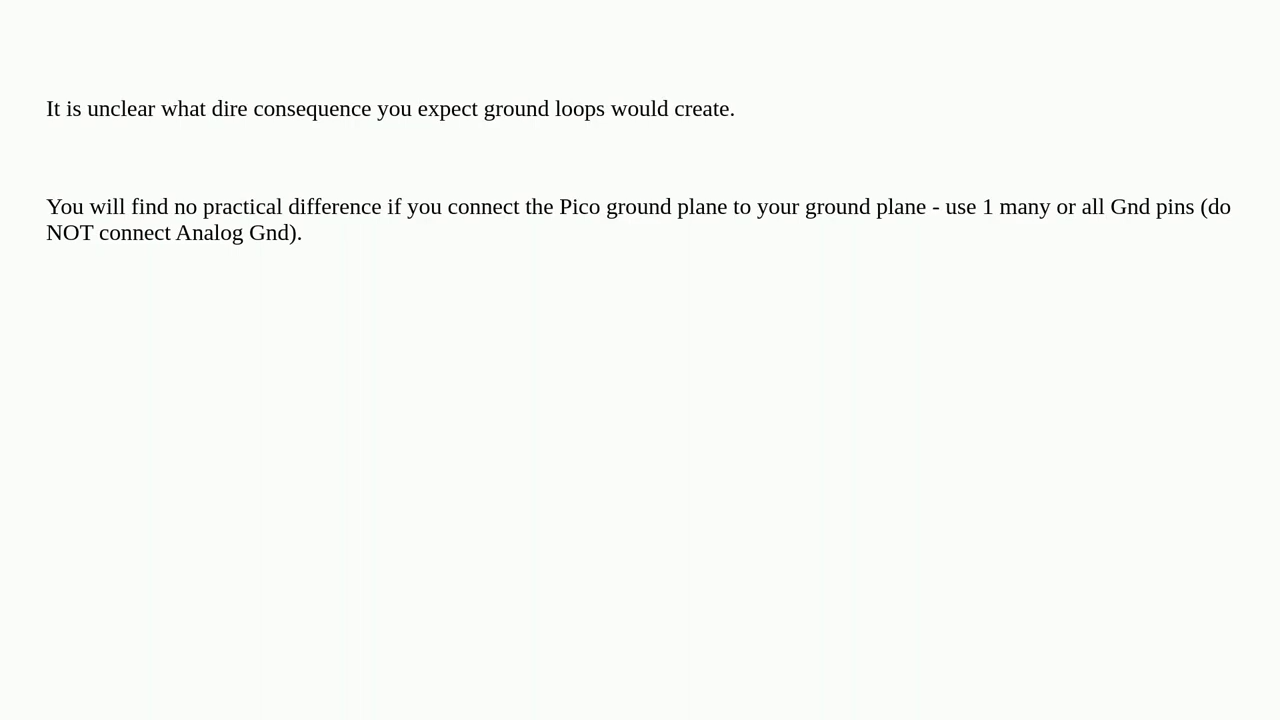 It is unclear what dire consequence you expect ground loops would create.
You will find no practical difference if you connect the Pico ground plane to your ground plane - use 1 many or all Gnd pins (do
NOT connect Analog Gnd).